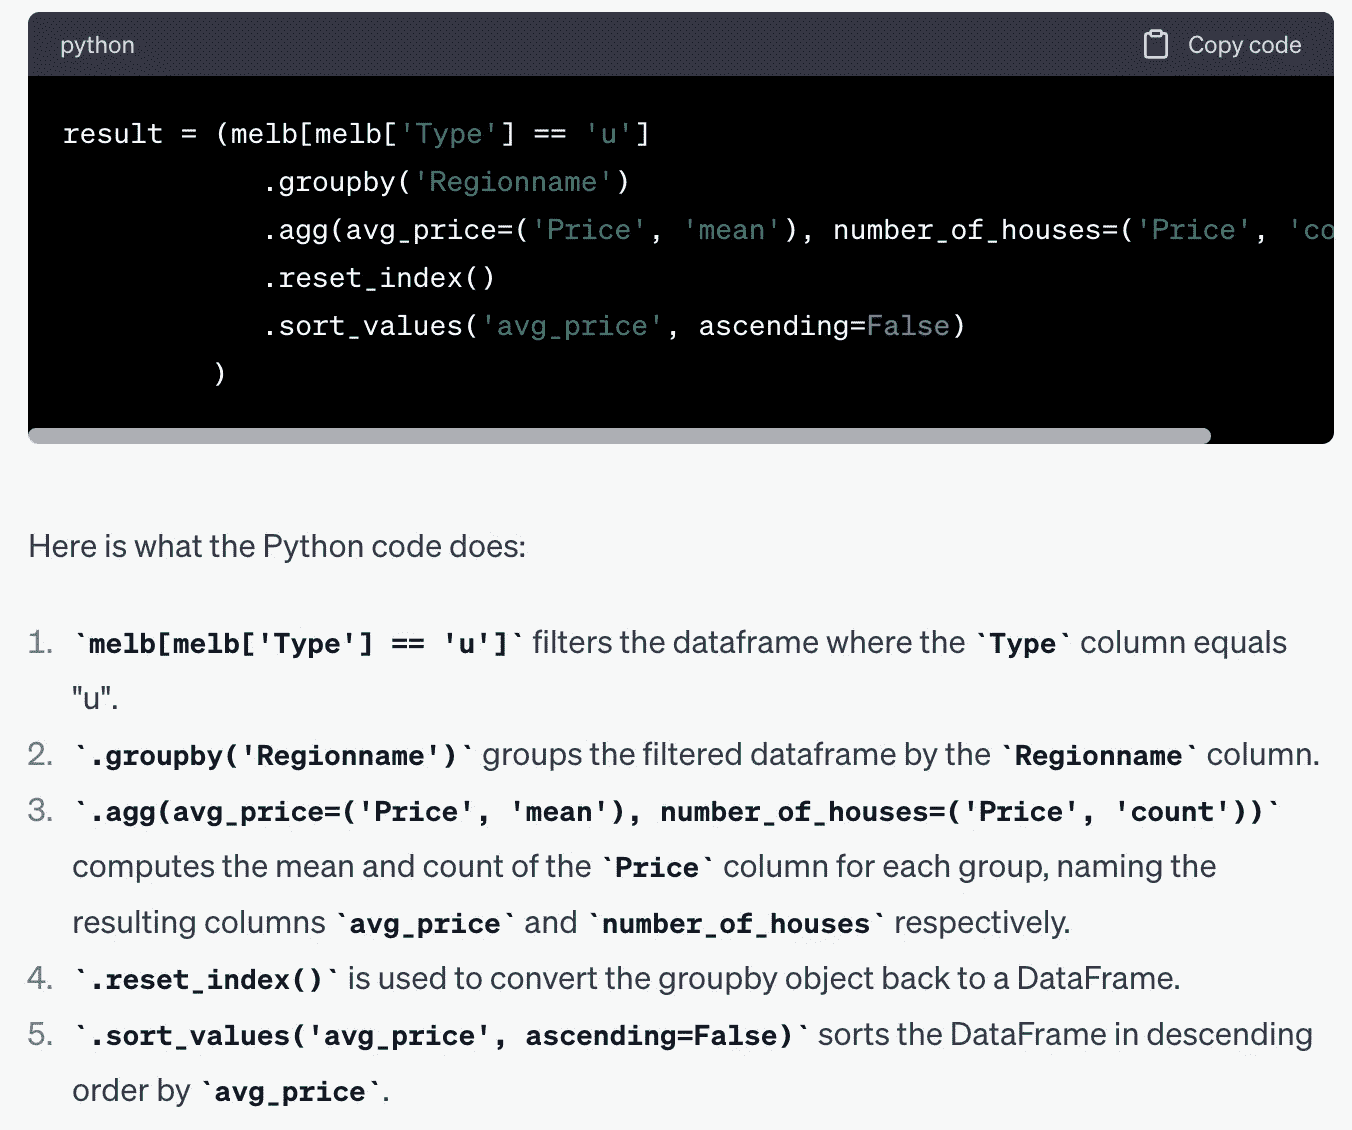 python
Copy code
result = (melb[melb['Type'] == 'u']
            .groupby('Regionname')
            .agg(avg_price=('Price', 'mean'), number_of_houses=('Price', 'co
            .reset_index()
            .sort_values('avg_price', ascending=False)
         )
Here is what the Python code does:
1. `melb[melb['Type'] == 'u']` filters the dataframe where the `Type` column equals
"u".
2. `.groupby('Regionname')` groups the filtered dataframe by the `Regionname` column.
3. `.agg(avg_price=('Price', 'mean'), number_of_houses=('Price', 'count'))`
computes the mean and count of the `Price` column for each group, naming the
resulting columns `avg_price` and `number_of_houses` respectively.
4. `.reset_index()` is used to convert the groupby object back to a DataFrame.
5. `.sort_values('avg_price', ascending=False)` sorts the DataFrame in descending
order by `avg_price`.